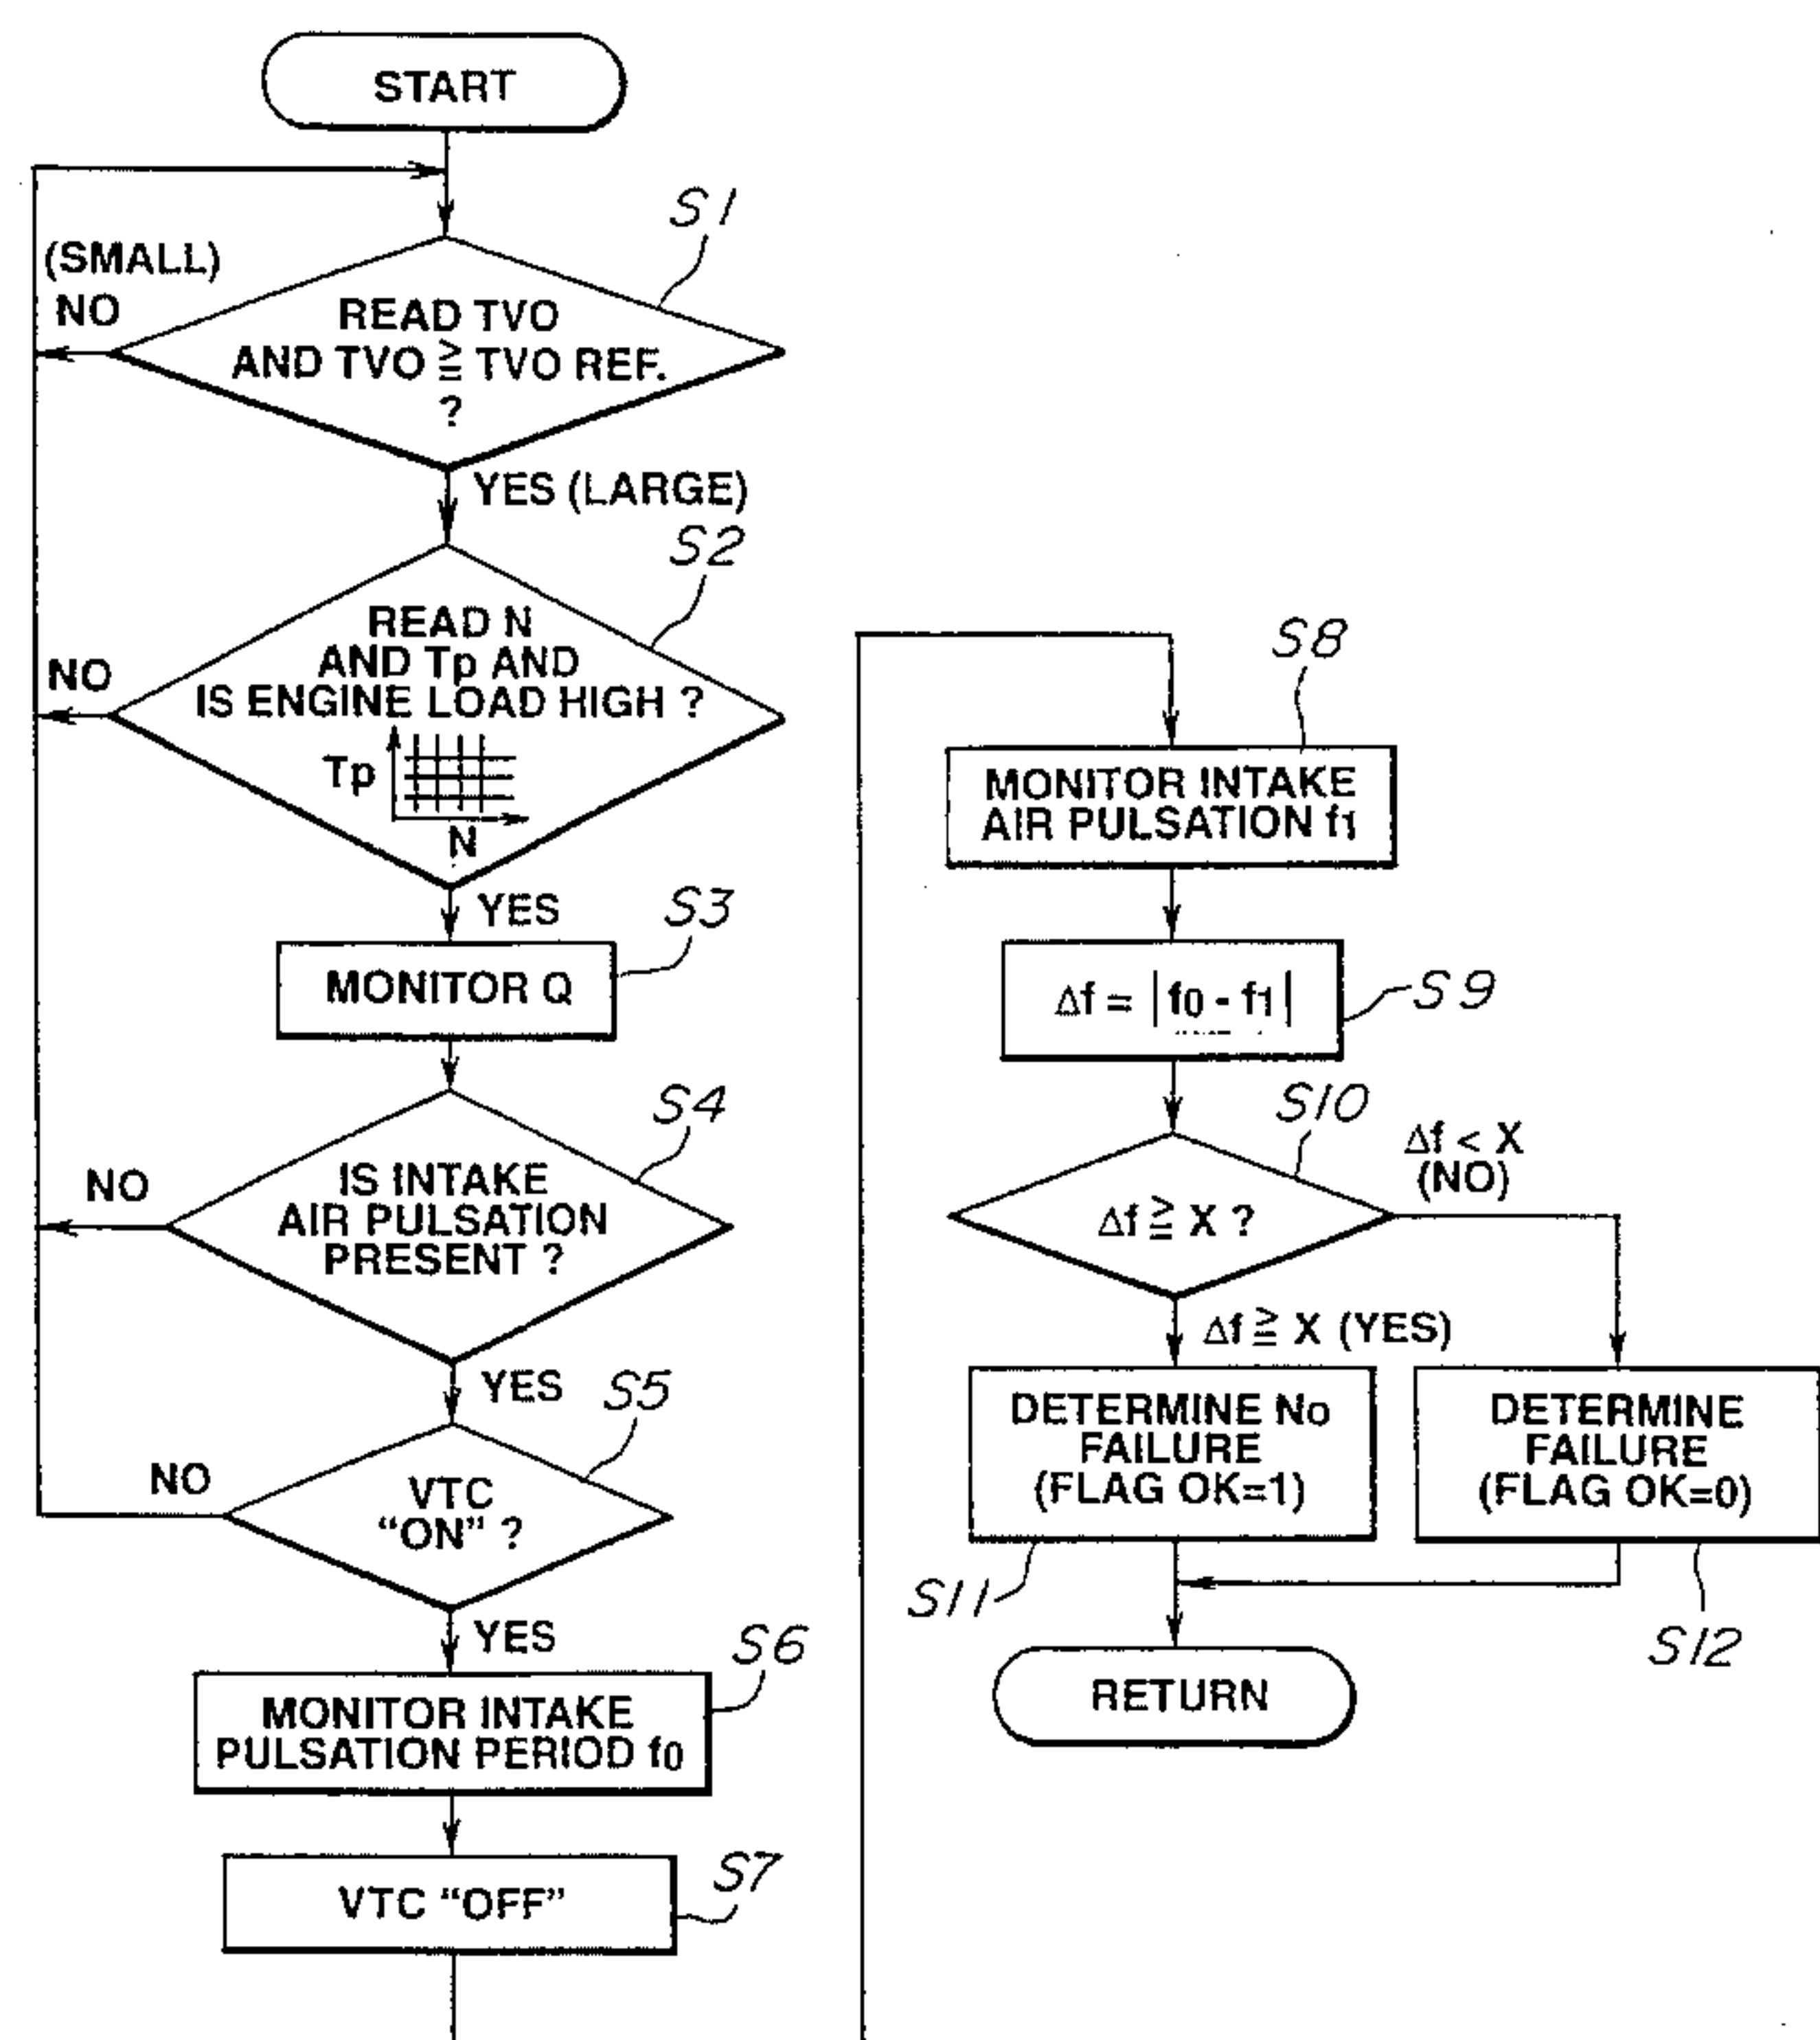 START
S1
(SMALL)
NO
READ TVO
AND TVO ≧ TVO REF.
?
YES (LARGE)
S2
READ N
AND Tp AND
IS ENGINE LOAD HIGH ?
NO
Tp
N
YES
S3
MONITOR Q
S4
NO
IS INTAKE
AIR PULSATION
PRESENT ?
YES
S5
NO
VTC
“ON” ?
YES
S6
MONITOR INTAKE
PULSATION PERIOD f0
S7
VTC “OFF”
S8
MONITOR INTAKE
AIR PULSATION f1
Δf = |f0 - f1|
S9
S10
Δf < X
(NO)
Δf ≧ X ?
Δf ≧ X (YES)
DETERMINE No
FAILURE
(FLAG OK=1)
DETERMINE
FAILURE
(FLAG OK=0)
S11
S12
RETURN